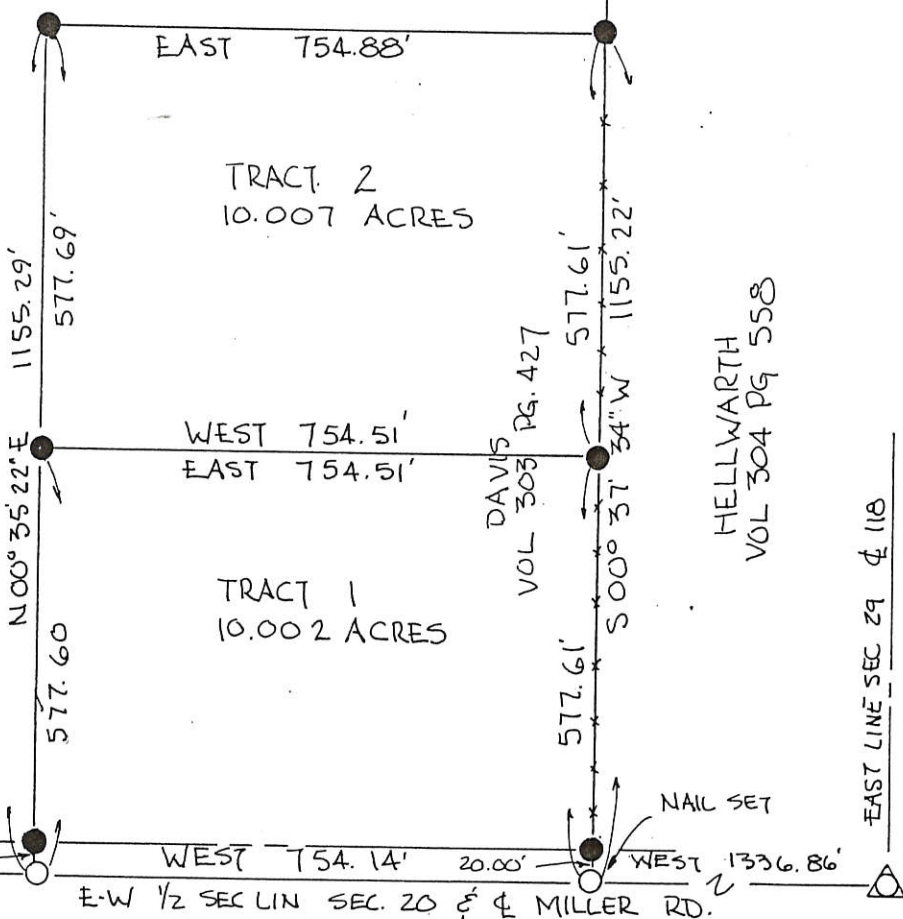 EAST 754.88'
TRACT. 2
10.007 ACRES
1155.29'
577.69'
577.61'
1155.22'
HELLWARTH
VOL 304 PG 558
WEST 754.51'
EAST 754.51'
DAVIS
VOL 303 PG. 427
N 00° 35' 22" E
S 00° 37' 34" W
TRACT 1
10.002 ACRES
577.60
577.61'
EAST LINE SEC 29 ℄ 118
NAIL SET
WEST 754.14'
20.00'
WEST 1336.86'
E-W 1/2 SEC LIN SEC. 20 & ℄ MILLER RD.